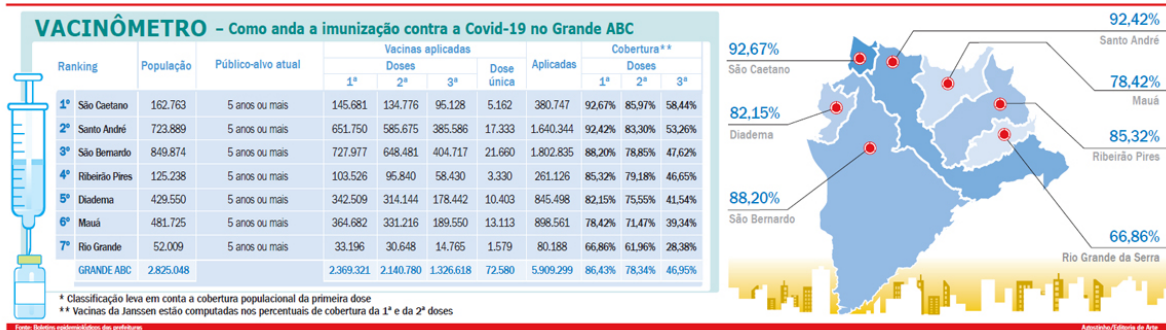 VACINÔMETRO – Como anda a imunização contra a Covid-19 no Grande ABC
Ranking População Público-alvo atual Vacinas aplicadas Aplicadas Cobertura**
Doses Dose única Doses
1ª 2ª 3ª 1ª 2ª 3ª
1º São Caetano 162.763 5 anos ou mais 145.681 134.776 95.128 5.162 380.747 92,67% 85,97% 58,44%
2º Santo André 723.889 5 anos ou mais 651.750 585.675 385.586 17.333 1.640.344 92,42% 83,30% 53,26%
3º São Bernardo 849.874 5 anos ou mais 727.977 648.481 404.717 21.660 1.802.835 88,20% 78,85% 47,62%
4º Ribeirão Pires 125.238 5 anos ou mais 103.526 95.840 58.430 3.330 261.126 85,32% 79,18% 46,65%
5º Diadema 429.550 5 anos ou mais 342.509 314.144 178.442 10.403 845.498 82,15% 75,55% 41,54%
6º Mauá 481.725 5 anos ou mais 364.682 331.216 189.550 13.113 898.561 78,42% 71,47% 39,34%
7º Rio Grande 52.009 5 anos ou mais 33.196 30.648 14.765 1.579 80.188 66,86% 61,96% 28,38%
GRANDE ABC 2.825.048 2.369.321 2.140.780 1.326.618 72.580 5.909.299 86,43% 78,34% 46,95%
* Classificação leva em conta a cobertura populacional da primeira dose
** Vacinas da Janssen estão computadas nos percentuais de cobertura da 1ª e da 2ª doses
92,67%
São Caetano
82,15%
Diadema
88,20%
São Bernardo
92,42%
Santo André
78,42%
Mauá
85,32%
Ribeirão Pires
66,86%
Rio Grande da Serra
Fonte: Boletins epidemiológicos das prefeituras
Agostinho/Editoria de Arte